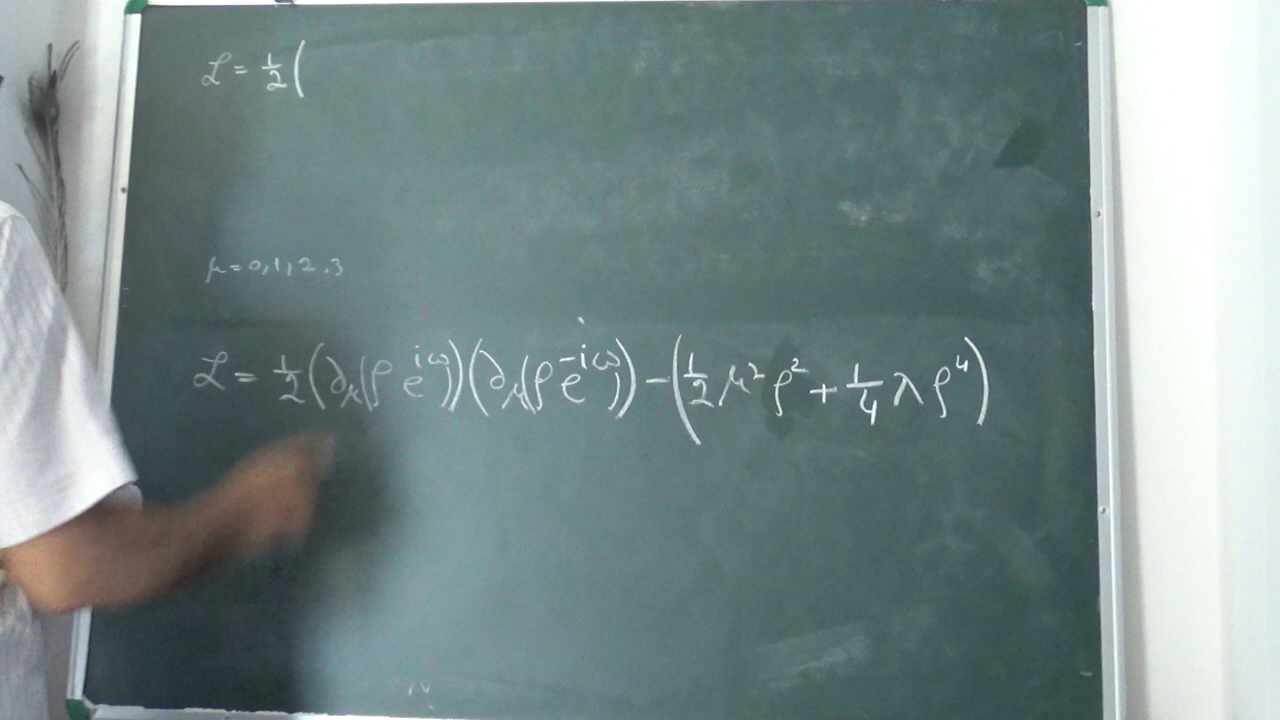 ℒ = ½ (
μ = 0, 1, 2, 3
ℒ = ½ (∂μ(ρ e^{iω})) (∂μ(ρ e^{-iω})) − (½ μ² ρ² + ¼ λ ρ⁴)